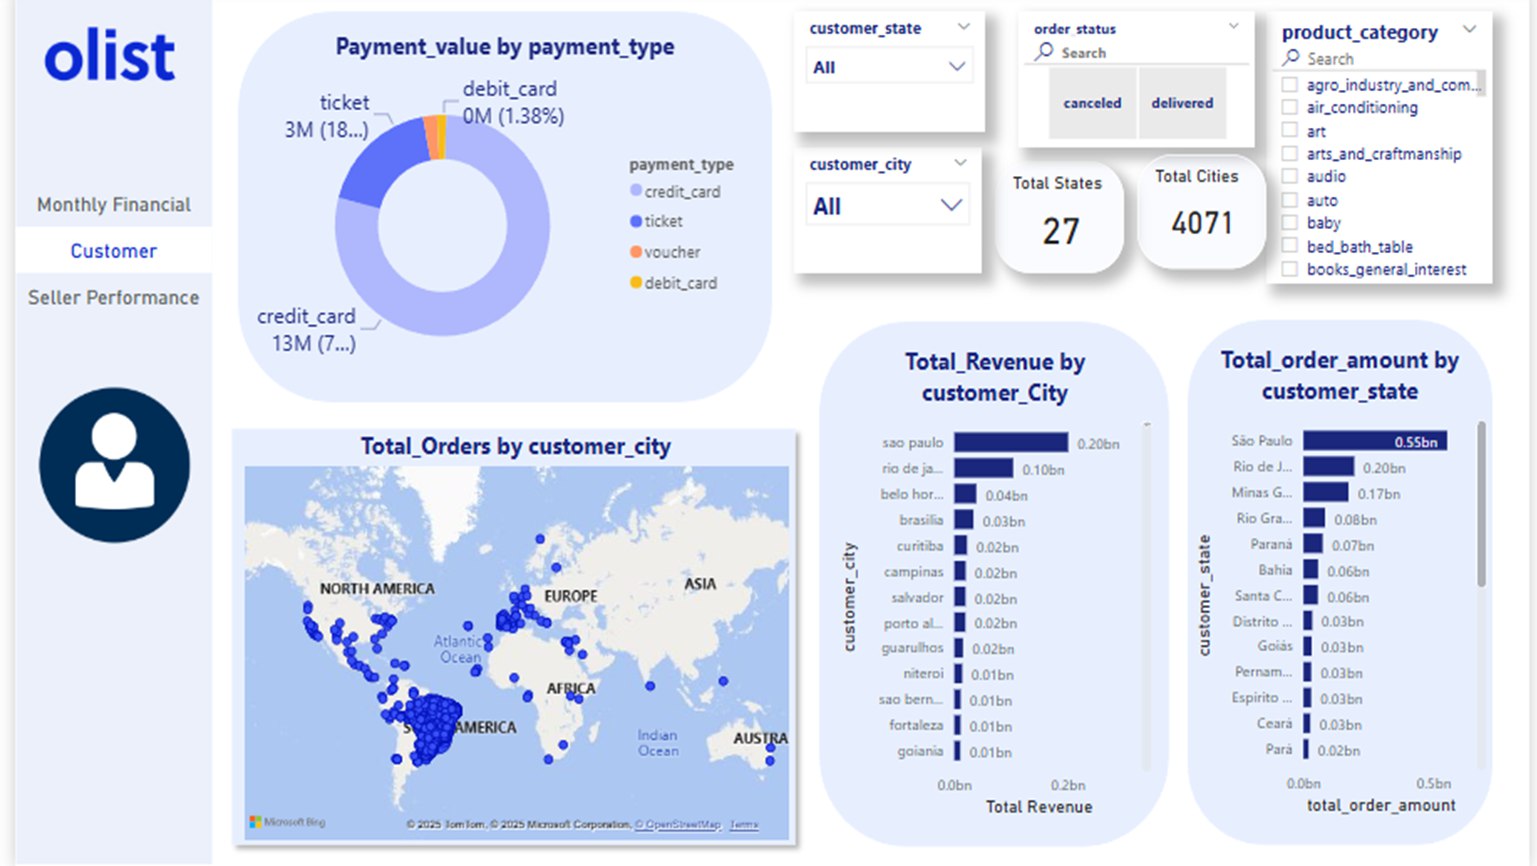 olist
Monthly Financial
Customer
Seller Performance
Payment_value by payment_type
debit_card
0M (1.38%)
ticket
3M (18...)
credit_card
13M (7...)
payment_type
credit_card
ticket
voucher
debit_card
customer_state
All
customer_city
All
order_status
Search
canceled
delivered
Total States
27
Total Cities
4071
product_category
Search
agro_industry_and_com...
air_conditioning
art
arts_and_craftmanship
audio
auto
baby
bed_bath_table
books_general_interest
Total_Orders by customer_city
NORTH AMERICA
EUROPE
ASIA
Atlantic
Ocean
AFRICA
AMERICA
Indian
Ocean
AUSTRA
Microsoft Bing
© 2025 TomTom, © 2025 Microsoft Corporation, © OpenStreetMap Terms
Total_Revenue by
customer_City
customer_city
sao paulo 0.20bn
rio de ja... 0.10bn
belo hor... 0.04bn
brasilia 0.03bn
curitiba 0.02bn
campinas 0.02bn
salvador 0.02bn
porto al... 0.02bn
guarulhos 0.02bn
niteroi 0.01bn
sao bern... 0.01bn
fortaleza 0.01bn
goiania 0.01bn
0.0bn 0.2bn
Total Revenue
Total_order_amount by
customer_state
customer_state
São Paulo 0.55bn
Rio de J... 0.20bn
Minas G... 0.17bn
Rio Gra... 0.08bn
Paraná 0.07bn
Bahia 0.06bn
Santa C... 0.06bn
Distrito ... 0.03bn
Goiás 0.03bn
Pernam... 0.03bn
Espirito ... 0.03bn
Ceará 0.03bn
Pará 0.02bn
0.0bn 0.5bn
total_order_amount